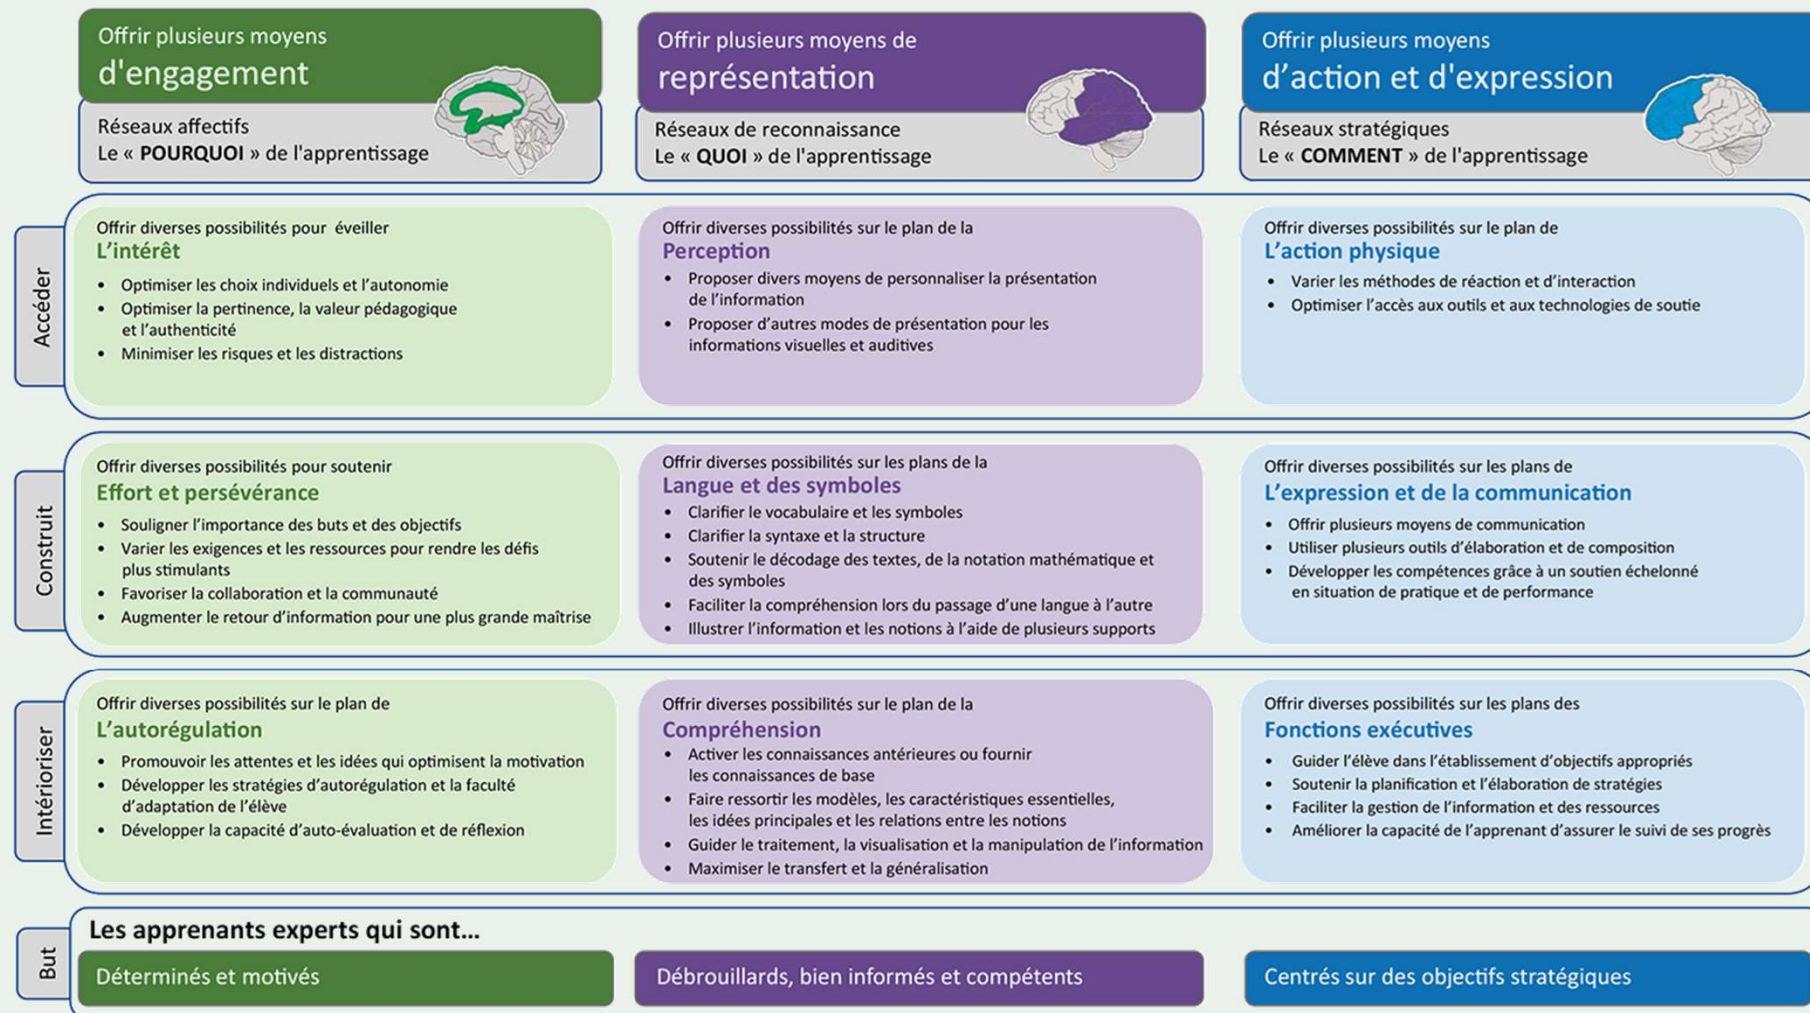 Offrir plusieurs moyens
d'engagement
Réseaux affectifs
Le « POURQUOI » de l'apprentissage
Offrir plusieurs moyens de
représentation
Réseaux de reconnaissance
Le « QUOI » de l'apprentissage
Offrir plusieurs moyens
d’action et d'expression
Réseaux stratégiques
Le « COMMENT » de l'apprentissage
Accéder
Offrir diverses possibilités pour éveiller
L’intérêt
• Optimiser les choix individuels et l’autonomie
• Optimiser la pertinence, la valeur pédagogique
et l’authenticité
• Minimiser les risques et les distractions
Offrir diverses possibilités sur le plan de la
Perception
• Proposer divers moyens de personnaliser la présentation
de l’information
• Proposer d’autres modes de présentation pour les
informations visuelles et auditives
Offrir diverses possibilités sur le plan de
L’action physique
• Varier les méthodes de réaction et d’interaction
• Optimiser l’accès aux outils et aux technologies de soutie
Construit
Offrir diverses possibilités pour soutenir
Effort et persévérance
• Souligner l’importance des buts et des objectifs
• Varier les exigences et les ressources pour rendre les défis
plus stimulants
• Favoriser la collaboration et la communauté
• Augmenter le retour d’information pour une plus grande maîtrise
Offrir diverses possibilités sur les plans de la
Langue et des symboles
• Clarifier le vocabulaire et les symboles
• Clarifier la syntaxe et la structure
• Soutenir le décodage des textes, de la notation mathématique et
des symboles
• Faciliter la compréhension lors du passage d’une langue à l’autre
• Illustrer l’information et les notions à l’aide de plusieurs supports
Offrir diverses possibilités sur les plans de
L’expression et de la communication
• Offrir plusieurs moyens de communication
• Utiliser plusieurs outils d’élaboration et de composition
• Développer les compétences grâce à un soutien échelonné
en situation de pratique et de performance
Intérioriser
Offrir diverses possibilités sur le plan de
L’autorégulation
• Promouvoir les attentes et les idées qui optimisent la motivation
• Développer les stratégies d’autorégulation et la faculté
d’adaptation de l’élève
• Développer la capacité d’auto-évaluation et de réflexion
Offrir diverses possibilités sur le plan de la
Compréhension
• Activer les connaissances antérieures ou fournir
les connaissances de base
• Faire ressortir les modèles, les caractéristiques essentielles,
les idées principales et les relations entre les notions
• Guider le traitement, la visualisation et la manipulation de l’information
• Maximiser le transfert et la généralisation
Offrir diverses possibilités sur les plans des
Fonctions exécutives
• Guider l’élève dans l’établissement d’objectifs appropriés
• Soutenir la planification et l’élaboration de stratégies
• Faciliter la gestion de l’information et des ressources
• Améliorer la capacité de l’apprenant d’assurer le suivi de ses progrès
But
Les apprenants experts qui sont...
Déterminés et motivés
Débrouillards, bien informés et compétents
Centrés sur des objectifs stratégiques